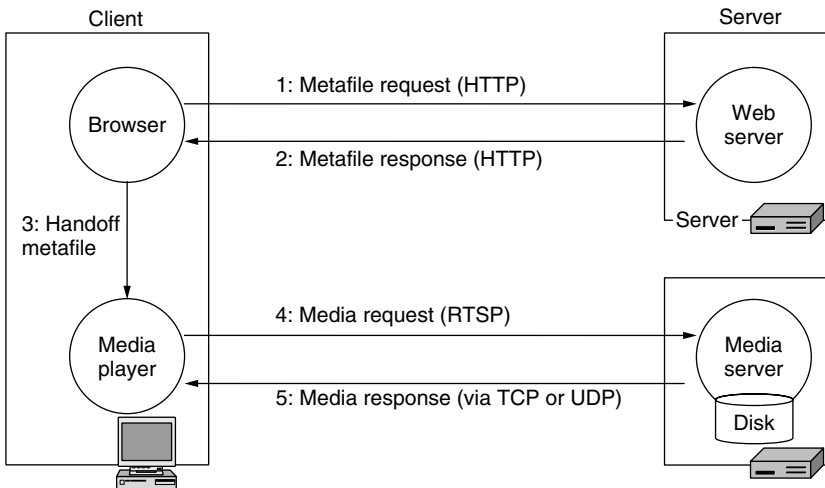 Client
Server
1: Metafile request (HTTP)
Browser
Web
server
2: Metafile response (HTTP)
3: Handoff
metafile
Server
4: Media request (RTSP)
Media
player
Media
server
5: Media response (via TCP or UDP)
Disk